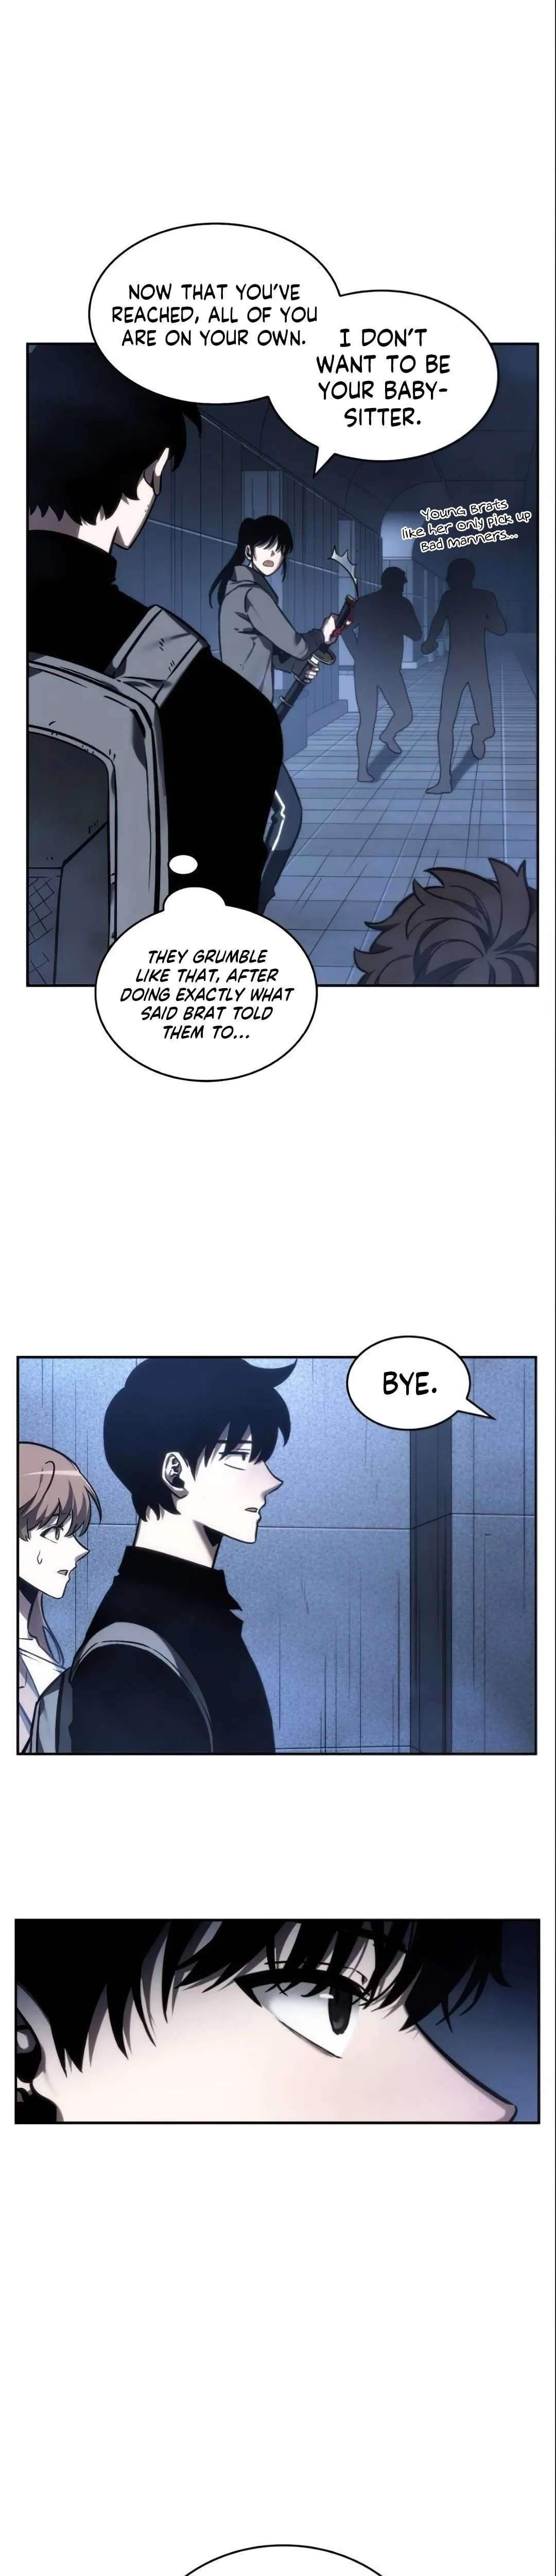 NOW THAT YOU'VE
REACHED, ALL OF YOU
ARE ON YOUR OWN.
I DON'T
WANT TO BE
YOUR BABY-
SITTER.
Young Brats
like her only pick up
Bad manners...
THEY GRUMBLE
LIKE THAT, AFTER
DOING EXACTLY WHAT
SAID BRAT TOLD
THEM TO...
BYE.